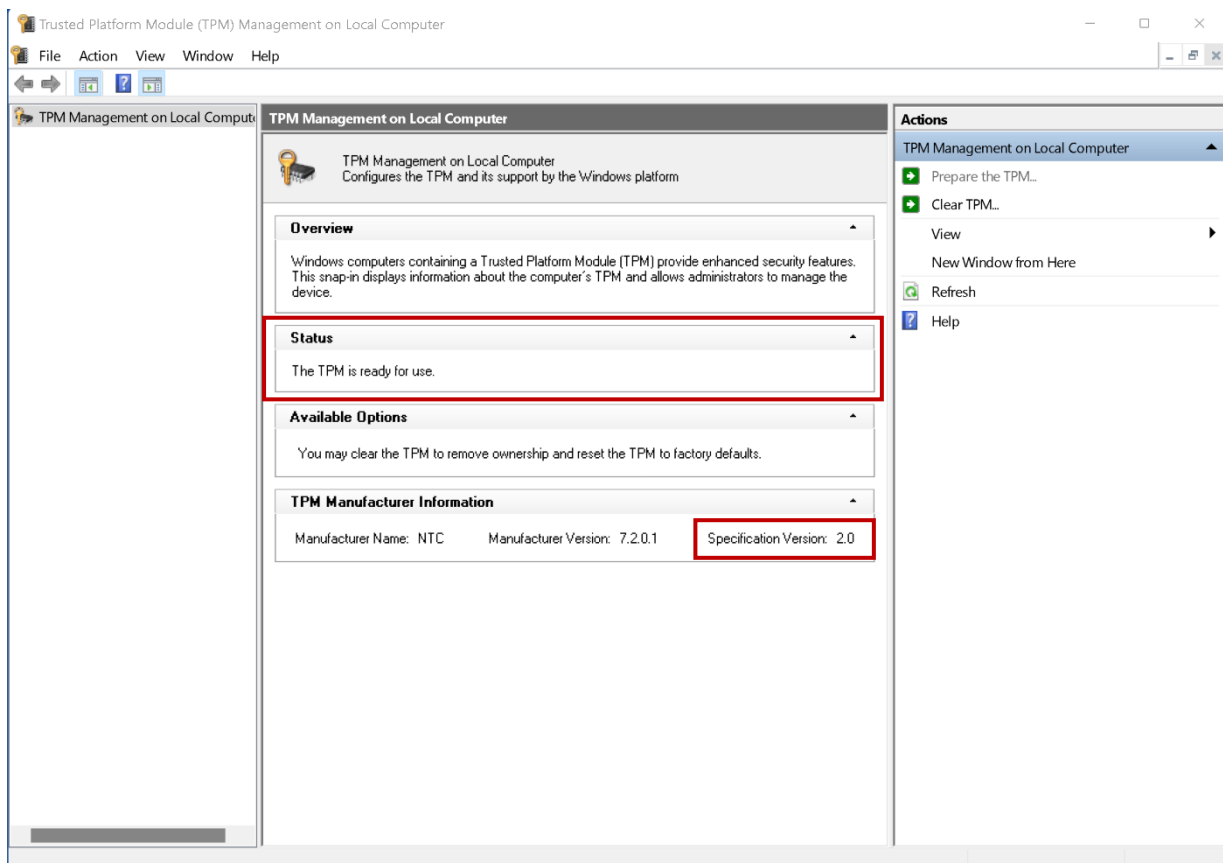 Trusted Platform Module (TPM) Management on Local Computer
File Action View Window Help
TPM Management on Local Compute
TPM Management on Local Computer
TPM Management on Local Computer
Configures the TPM and its support by the Windows platform
Overview
Windows computers containing a Trusted Platform Module (TPM) provide enhanced security features.
This snap-in displays information about the computer's TPM and allows administrators to manage the
device.
Status
The TPM is ready for use.
Available Options
You may clear the TPM to remove ownership and reset the TPM to factory defaults.
TPM Manufacturer Information
Manufacturer Name: NTC Manufacturer Version: 7.2.0.1 Specification Version: 2.0
Actions
TPM Management on Local Computer
Prepare the TPM...
Clear TPM...
View
New Window from Here
Refresh
Help